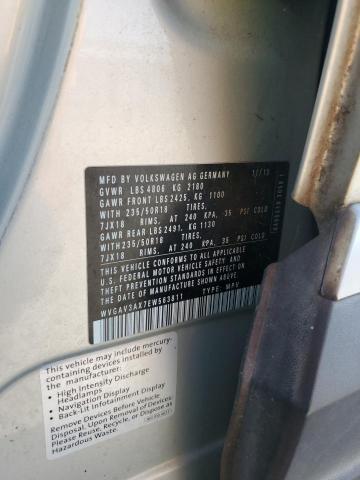 MFD BY VOLKSWAGEN AG GERMANY 11/13
GVWR LBS 4806 KG 2180
GAWR FRONT LBS 2425, KG 1100
WITH 235/50R18 TIRES,
7JX18 RIMS, AT 240 KPA, 35 PSI COLD
GAWR REAR LBS 2491, KG 1130
WITH 235/50R18 TIRES,
7JX18 RIMS, AT 240 KPA, 35 PSI COLD
THIS VEHICLE CONFORMS TO ALL APPLICABLE
U.S. FEDERAL MOTOR VEHICLE SAFETY, BUMPER
AND THEFT PREVENTION STANDARDS IN EFFECT ON
THE DATE OF MANUFACTURE SHOWN ABOVE.
WVGAV3AX7EW563811 TYPE: MPV
This vehicle may include mercury-
containing devices installed by the
manufacturer:
• High Intensity Discharge
Headlamps
• Navigation Display
• Back-Lit Infotainment Display
Remove Devices Before Vehicle
Disposal. Upon Removal of Devices
Please Reuse, Recycle, or Dispose as
Hazardous Waste.